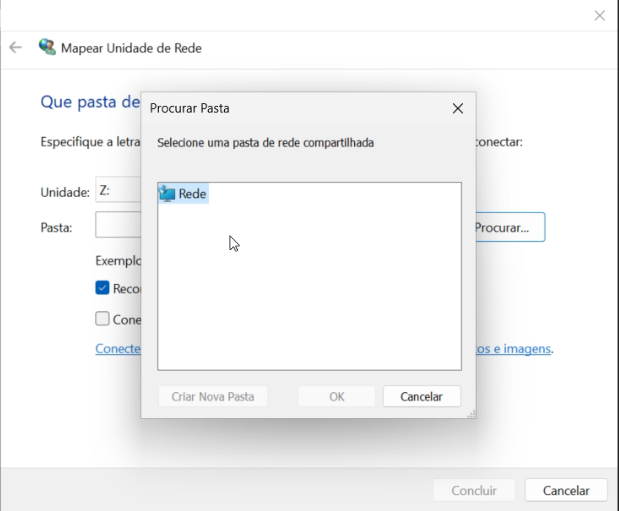 Mapear Unidade de Rede
Que pasta de
Procurar Pasta
Especifique a letra
Selecione uma pasta de rede compartilhada
conectar:
Unidade: Z:
Rede
Pasta:
Procurar...
Exemplo
Recon
Cone
Conecte
os e imagens.
Criar Nova Pasta OK Cancelar
Concluir Cancelar